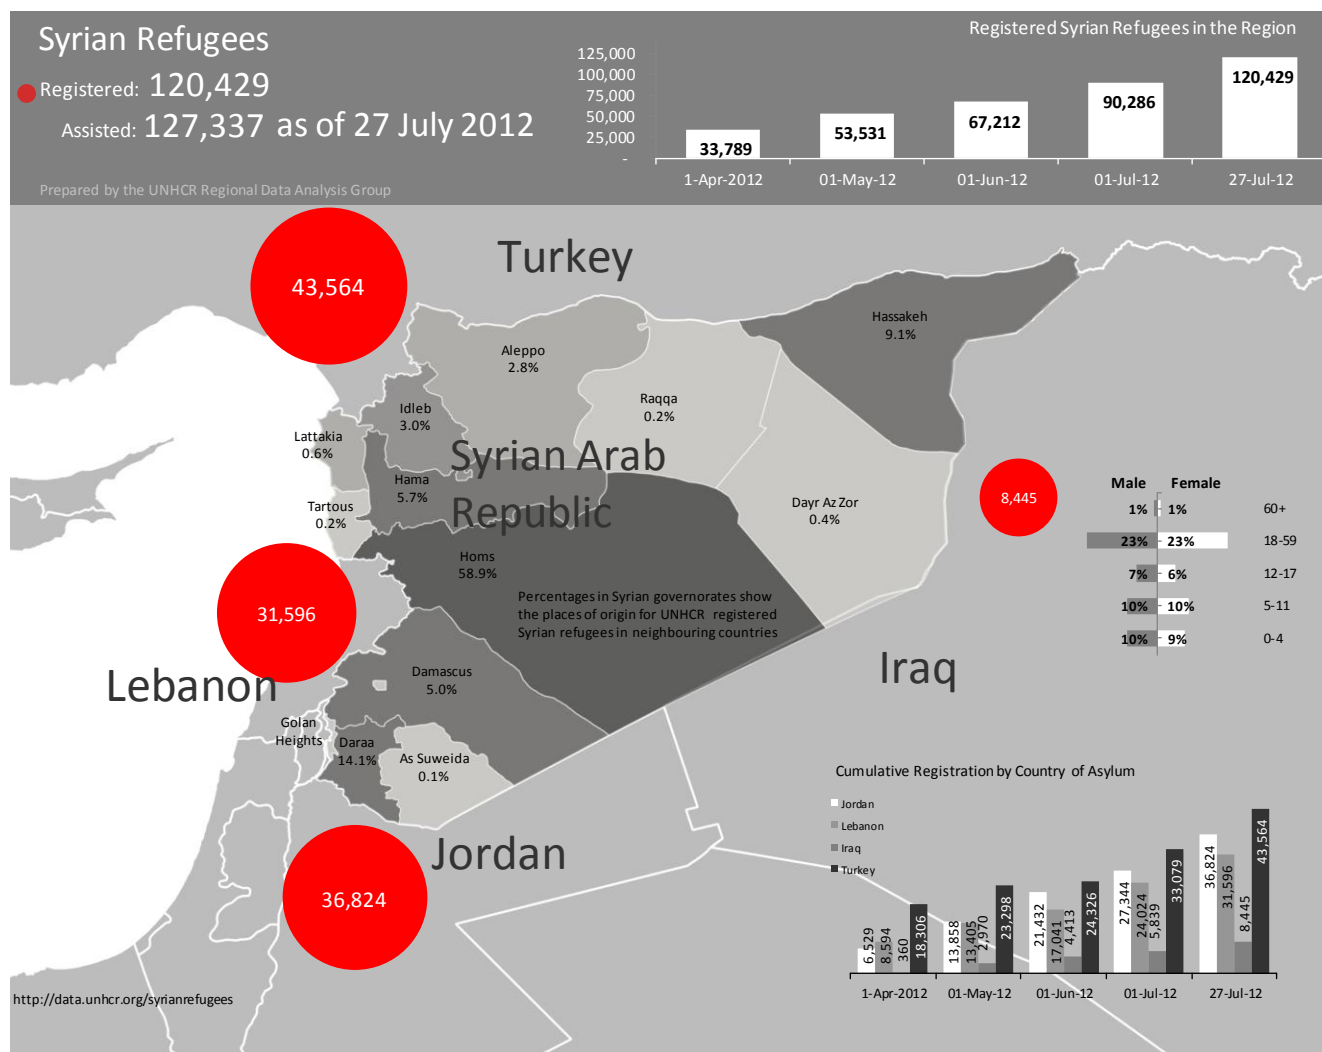 Syrian Refugees
Registered: 120,429
Assisted: 127,337 as of 27 July 2012
Prepared by the UNHCR Regional Data Analysis Group
Registered Syrian Refugees in the Region
125,000
100,000
75,000
50,000
25,000
-
33,789
53,531
67,212
90,286
120,429
1-Apr-2012
01-May-12
01-Jun-12
01-Jul-12
27-Jul-12
43,564
Turkey
Hassakeh
9.1%
Aleppo
2.8%
Raqqa
0.2%
Idleb
3.0%
Lattakia
0.6%
Syrian Arab
Republic
Hama
5.7%
Tartous
0.2%
Dayr Az Zor
0.4%
8,445
Homs
58.9%
Percentages in Syrian governorates show
the places of origin for UNHCR registered
Syrian refugees in neighbouring countries
31,596
Lebanon
Iraq
Damascus
5.0%
Golan
Heights
Daraa
14.1%
As Suweida
0.1%
Jordan
36,824
Male Female
1% 1% 60+
23% 23% 18-59
7% 6% 12-17
10% 10% 5-11
10% 9% 0-4
Cumulative Registration by Country of Asylum
Jordan
Lebanon
Iraq
Turkey
6,529
8,594
360
18,306
13,858
13,405
2,970
23,298
21,432
17,041
4,413
24,326
27,344
24,024
5,839
33,079
36,824
31,596
8,445
43,564
1-Apr-2012
01-May-12
01-Jun-12
01-Jul-12
27-Jul-12
http://data.unhcr.org/syrianrefugees